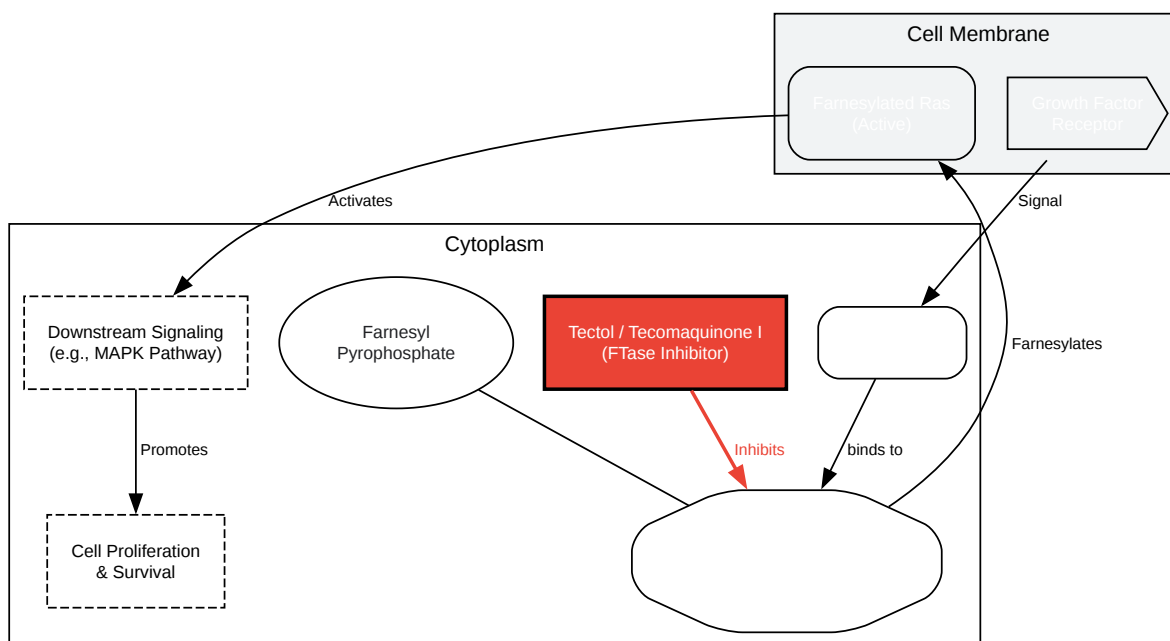 Cell Membrane
Farnesylated Ras
(Active)
Growth Factor
Receptor
Activates
Signal
Cytoplasm
Downstream Signaling
(e.g., MAPK Pathway)
Farnesyl
Pyrophosphate
Tectol / Tecomaquinone I
(FTase Inhibitor)
Farnesylates
Promotes
Inhibits
binds to
Cell Proliferation
& Survival